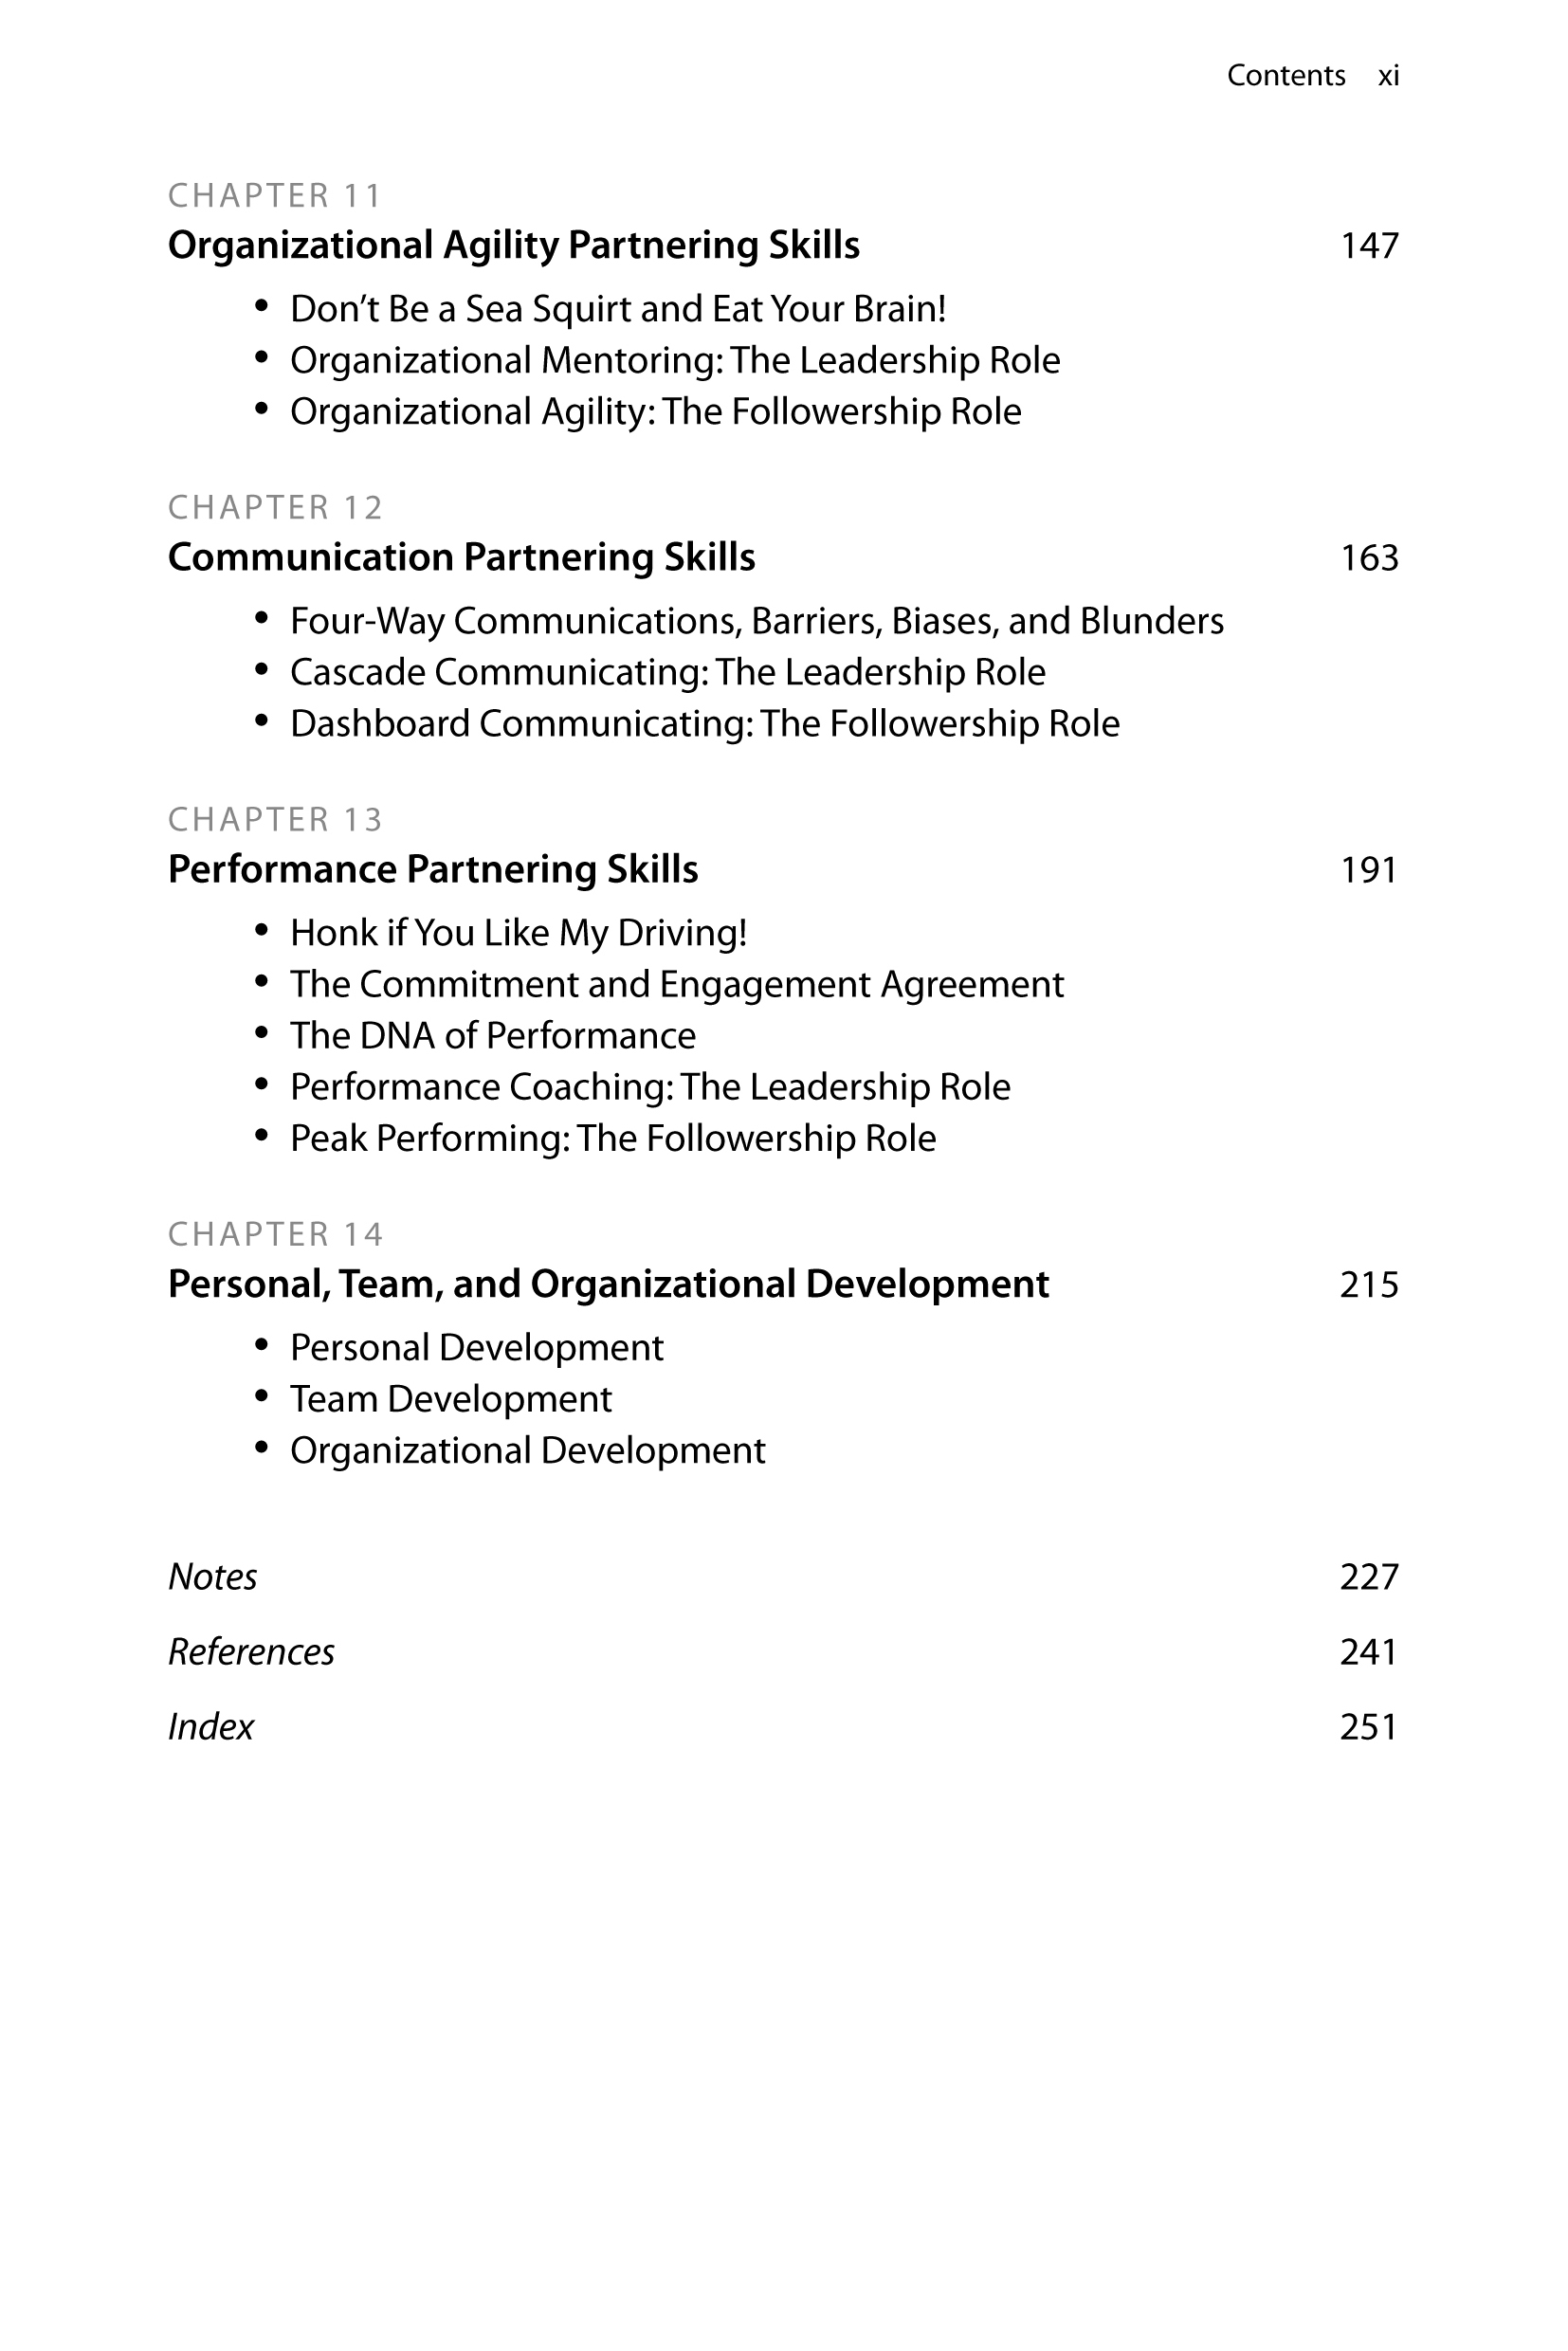 Contents xi
CHAPTER 11
Organizational Agility Partnering Skills 147
• Don’t Be a Sea Squirt and Eat Your Brain!
• Organizational Mentoring: The Leadership Role
• Organizational Agility: The Followership Role
CHAPTER 12
Communication Partnering Skills 163
• Four-Way Communications, Barriers, Biases, and Blunders
• Cascade Communicating: The Leadership Role
• Dashboard Communicating: The Followership Role
CHAPTER 13
Performance Partnering Skills 191
• Honk if You Like My Driving!
• The Commitment and Engagement Agreement
• The DNA of Performance
• Performance Coaching: The Leadership Role
• Peak Performing: The Followership Role
CHAPTER 14
Personal, Team, and Organizational Development 215
• Personal Development
• Team Development
• Organizational Development
Notes 227
References 241
Index 251